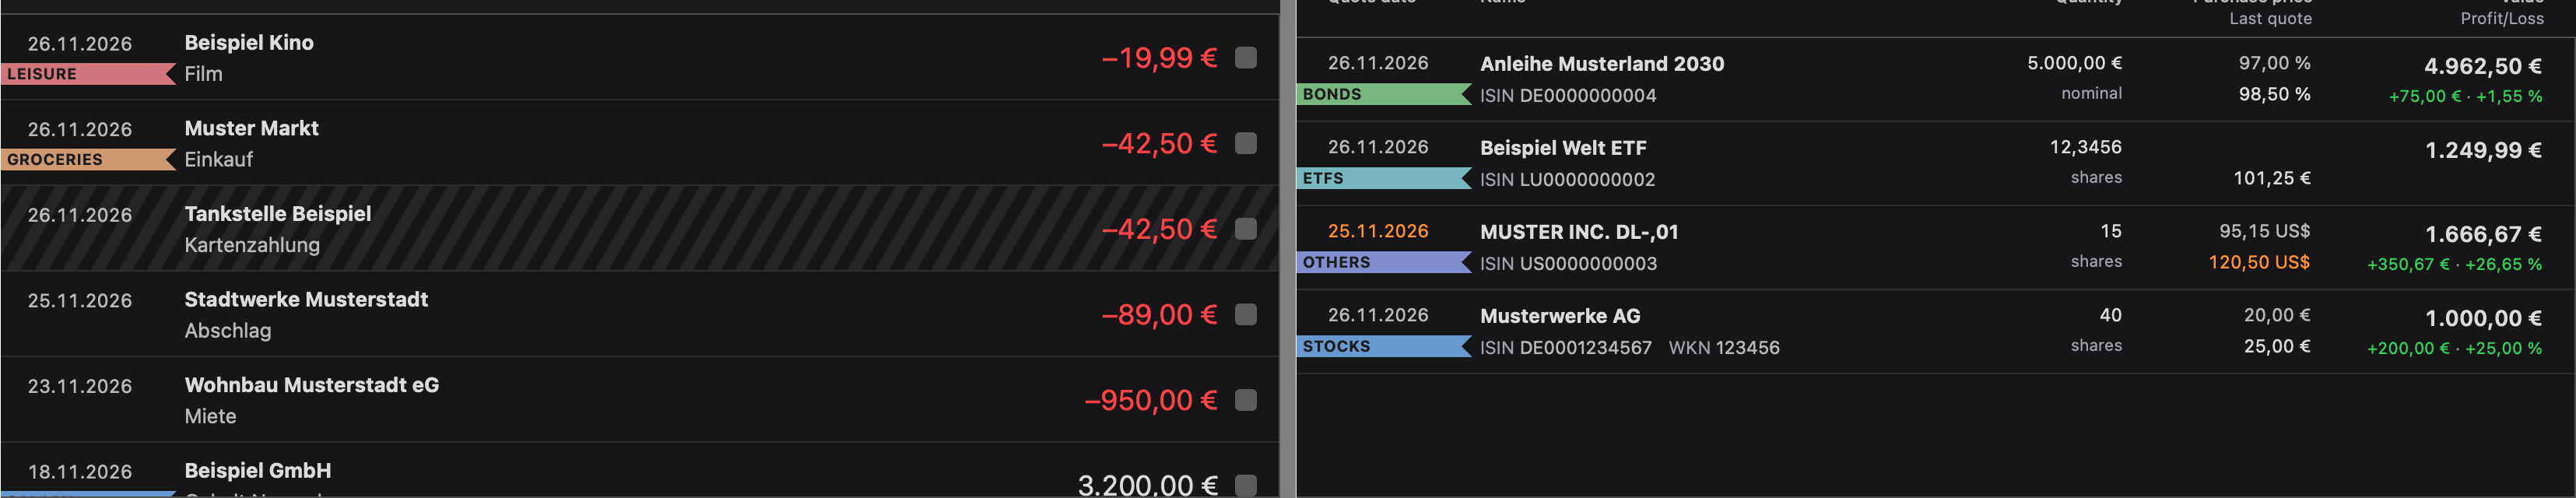 26.11.2026 Beispiel Kino
LEISURE Film
–19,99 €
26.11.2026 Muster Markt
GROCERIES Einkauf
–42,50 €
26.11.2026 Tankstelle Beispiel
Kartenzahlung
–42,50 €
25.11.2026 Stadtwerke Musterstadt
Abschlag
–89,00 €
23.11.2026 Wohnbau Musterstadt eG
Miete
–950,00 €
18.11.2026 Beispiel GmbH
3.200,00 €
Quote date Name Quantity Purchase price Value
Last quote Profit/Loss
26.11.2026 Anleihe Musterland 2030 5.000,00 € 97,00 % 4.962,50 €
BONDS ISIN DE0000000004 nominal 98,50 % +75,00 € · +1,55 %
26.11.2026 Beispiel Welt ETF 12,3456 1.249,99 €
ETFS ISIN LU0000000002 shares 101,25 €
25.11.2026 MUSTER INC. DL-,01 15 95,15 US$ 1.666,67 €
OTHERS ISIN US0000000003 shares 120,50 US$ +350,67 € · +26,65 %
26.11.2026 Musterwerke AG 40 20,00 € 1.000,00 €
STOCKS ISIN DE0001234567 WKN 123456 shares 25,00 € +200,00 € · +25,00 %